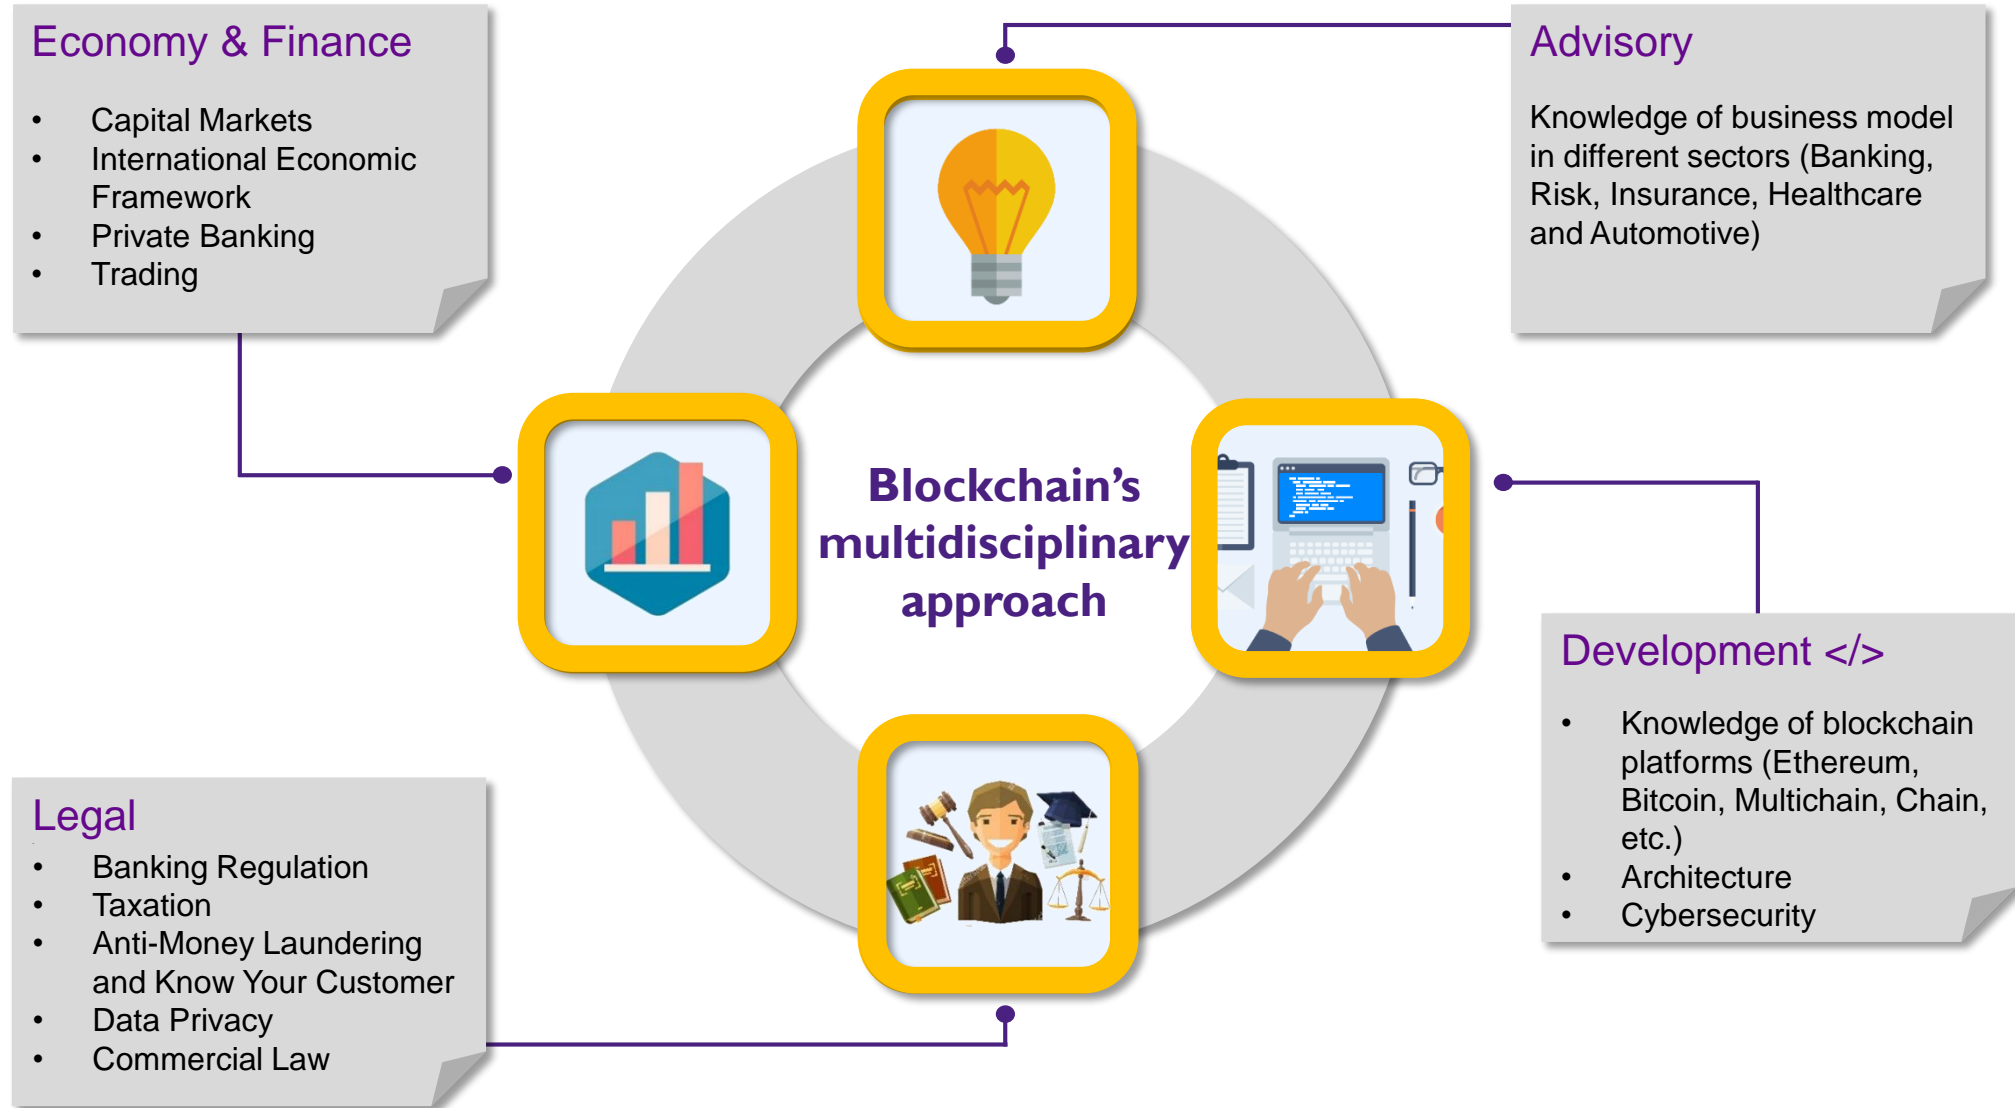 Economy & Finance
• Capital Markets
• International Economic
Framework
• Private Banking
• Trading
Advisory
Knowledge of business model
in different sectors (Banking,
Risk, Insurance, Healthcare
and Automotive)
Blockchain’s
multidisciplinary
approach
Legal
• Banking Regulation
• Taxation
• Anti-Money Laundering
and Know Your Customer
• Data Privacy
• Commercial Law
Development </>
• Knowledge of blockchain
platforms (Ethereum,
Bitcoin, Multichain, Chain,
etc.)
• Architecture
• Cybersecurity